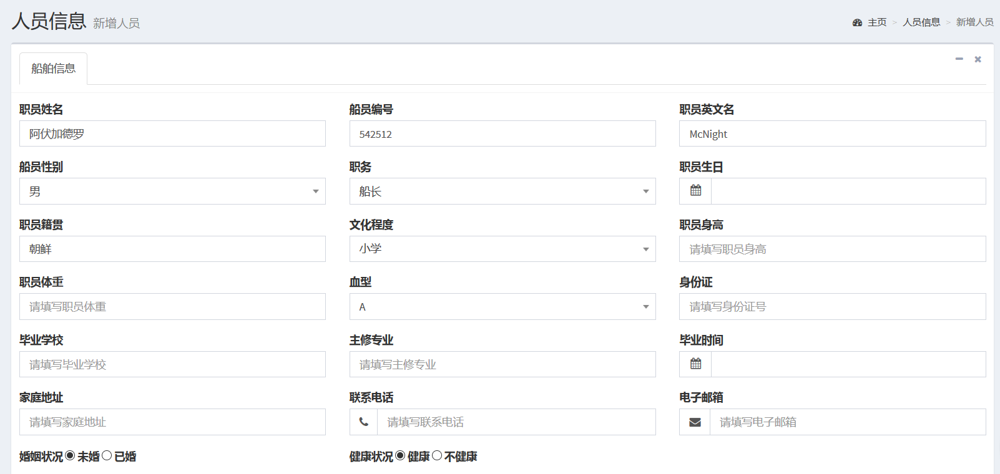 人员信息 新增人员
主页 > 人员信息 > 新增人员
船舶信息
职员姓名 船员编号 职员英文名
阿伏加德罗 542512 McNight
船员性别 职务 职员生日
男 船长
职员籍贯 文化程度 职员身高
朝鲜 小学 请填写职员身高
职员体重 血型 身份证
请填写职员体重 A 请填写身份证号
毕业学校 主修专业 毕业时间
请填写毕业学校 请填写主修专业
家庭地址 联系电话 电子邮箱
请填写家庭地址 请填写联系电话 请填写电子邮箱
婚姻状况 未婚 已婚 健康状况 健康 不健康